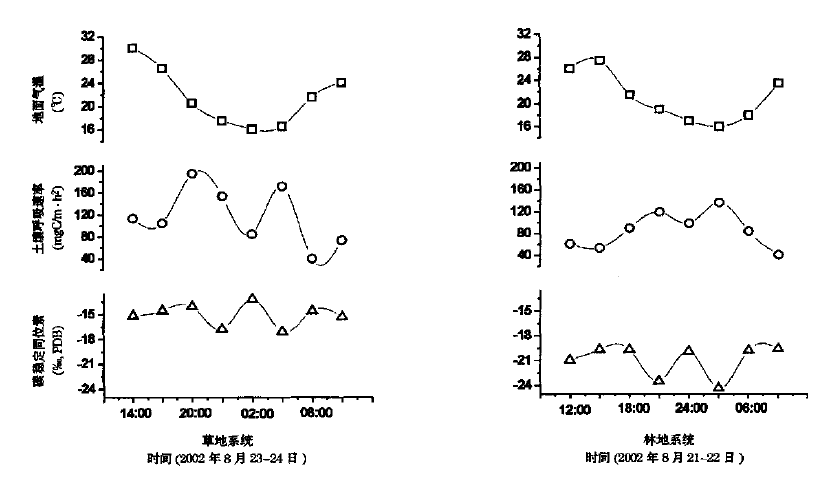 地面气温
(℃)
32
28
24
20
16
土壤呼吸速率
(mgC/m·h²)
200
160
120
80
40
碳稳定同位素
(‰, PDB)
-15
-18
-21
-24
14:00 20:00 02:00 08:00
草地系统
时间 (2002 年 8 月 23-24 日)
32
28
24
20
16
200
160
120
80
40
-15
-18
-21
-24
12:00 18:00 24:00 06:00
林地系统
时间 (2002 年 8 月 21-22 日)